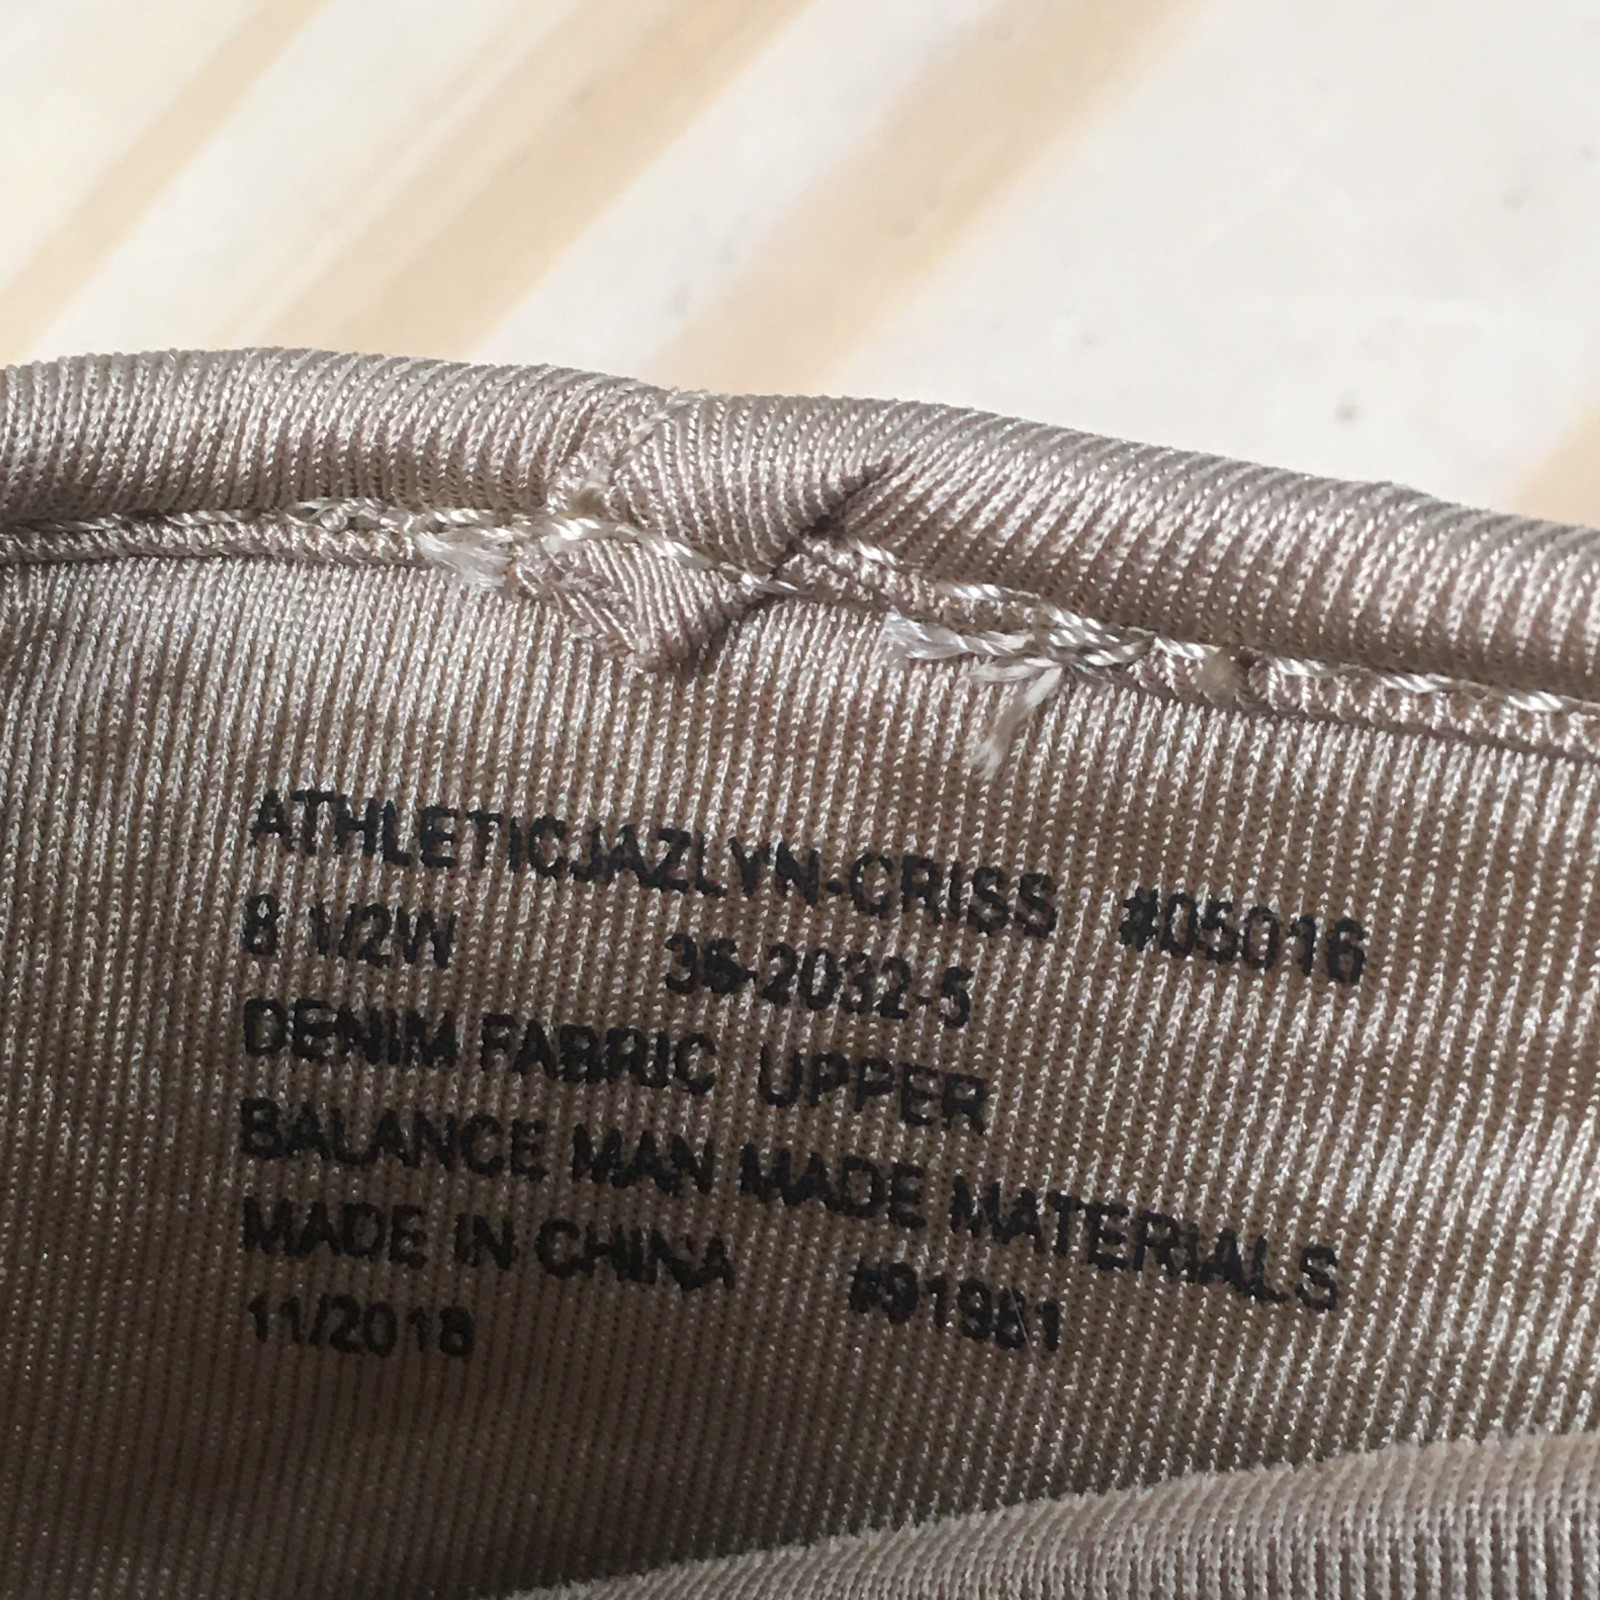 ATHLETICJAZLYN-CRISS #05016
8 1/2W 36-2032-5
DENIM FABRIC UPPER
BALANCE MAN MADE MATERIALS
MADE IN CHINA #91981
11/2018